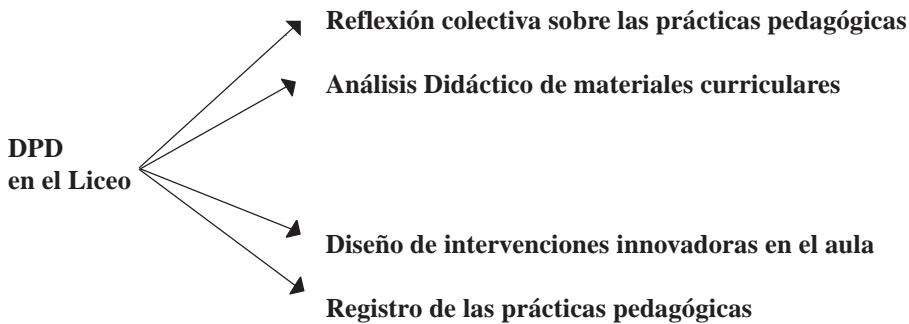 Reflexión colectiva sobre las prácticas pedagógicas
Análisis Didáctico de materiales curriculares
DPD
en el Liceo
Diseño de intervenciones innovadoras en el aula
Registro de las prácticas pedagógicas